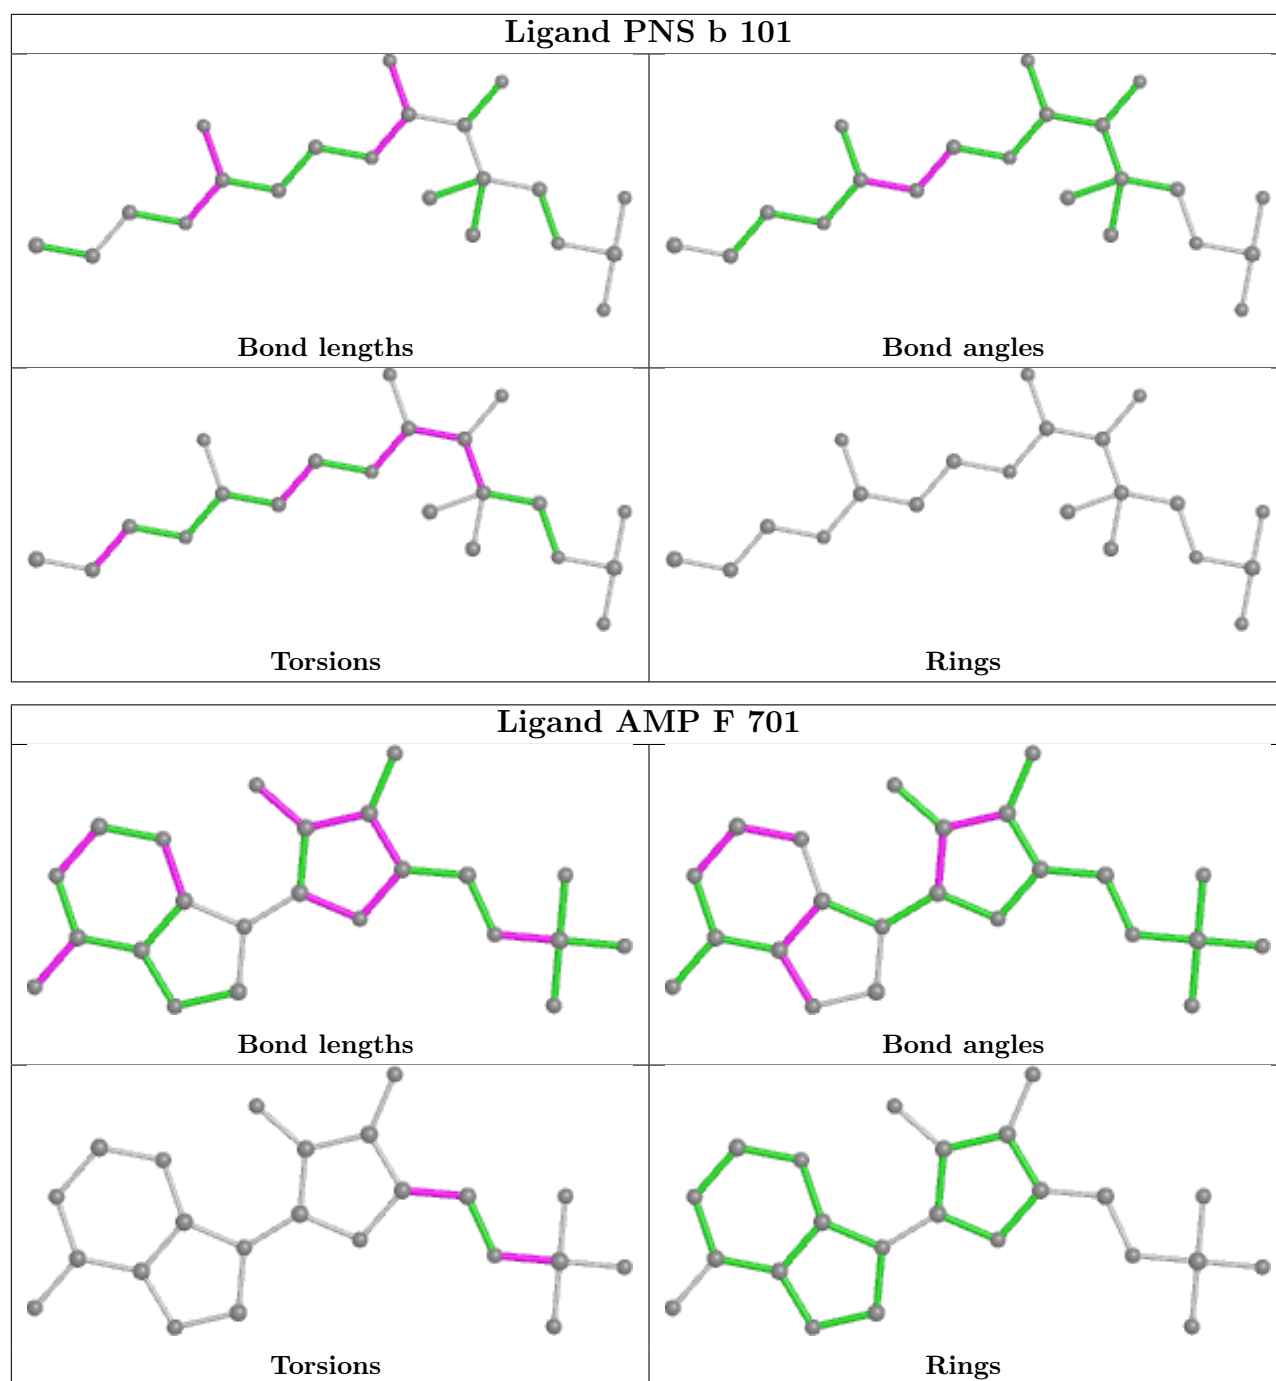 Ligand PNS b 101
Bond lengths
Bond angles
Torsions
Rings
Ligand AMP F 701
Bond lengths
Bond angles
Torsions
Rings